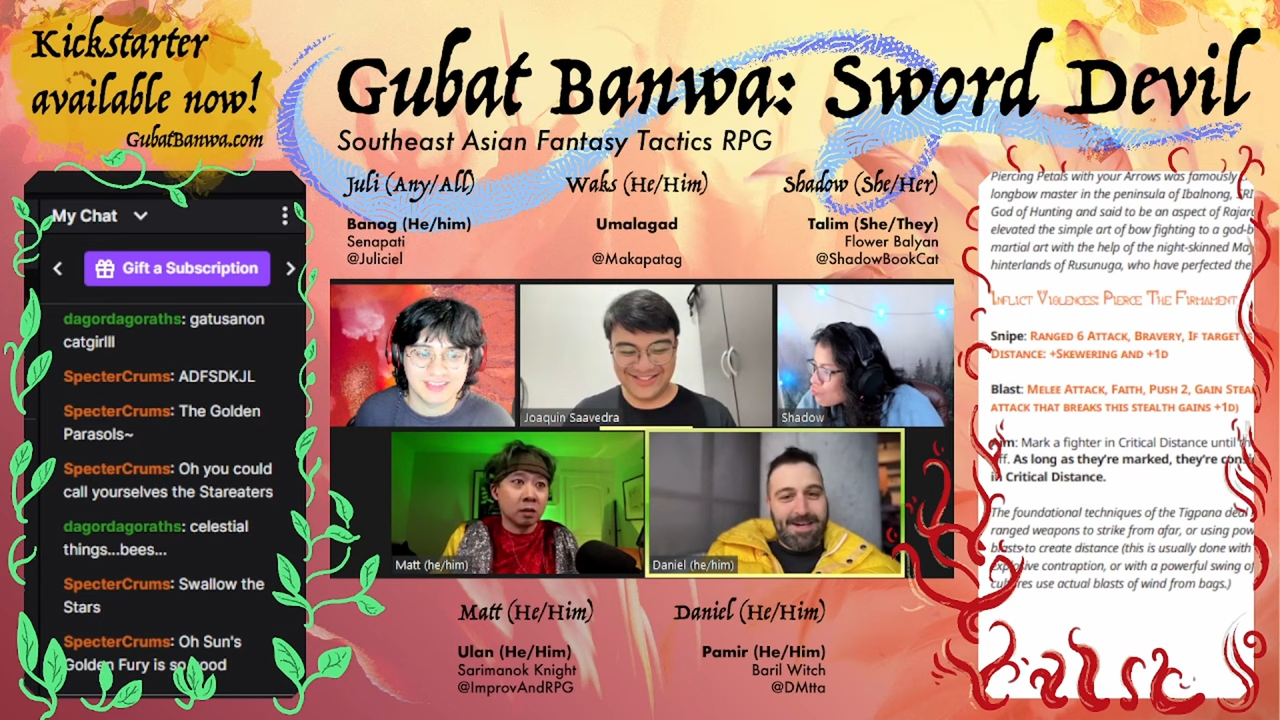 Kickstarter
available now!
GubatBanwa.com
Gubat Banwa: Sword Devil
Southeast Asian Fantasy Tactics RPG
My Chat
Gift a Subscription
dagordagoraths: gatusanon
catgirlll
SpecterCrums: ADFSDKJL
SpecterCrums: The Golden
Parasols~
SpecterCrums: Oh you could
call yourselves the Stareaters
dagordagoraths: celestial
things...bees...
SpecterCrums: Swallow the
Stars
SpecterCrums: Oh Sun's
Golden Fury is so good
Juli (Any/All)
Banog (He/him)
Senapati
@Juliciel
Waks (He/Him)
Umalagad
@Makapatag
Shadow (She/Her)
Talim (She/They)
Flower Balyan
@ShadowBookCat
Joaquin Saavedra
Shadow
Matt (he/him)
Daniel (he/him)
Matt (He/Him)
Ulan (He/Him)
Sarimanok Knight
@ImprovAndRPG
Daniel (He/Him)
Pamir (He/Him)
Baril Witch
@DMtta
Piercing Petals with your Arrows was famously
longbow master in the peninsula of Ibalnong,
God of Hunting and said to be an aspect of
elevated the simple art of bow fighting to a
martial art with the help of the night-skinned
hinterlands of Rusunuga, who have perfected the
Inflict Violences: Pierce The Firmament
Snipe: Ranged 6 Attack, Bravery, If target
Distance: +Skewering and +1D
Blast: Melee Attack, Faith, Push 2, Gain
attack that breaks this stealth gains +1D)
Aim: Mark a fighter in Critical Distance until
As long as they're marked, they're
in Critical Distance.
The foundational techniques of the Tigpana
ranged weapons to strike from afar, or using
blasts to create distance (this is usually done with
explosive contraption, or with a powerful swing of
cultures use actual blasts of wind from bags.)